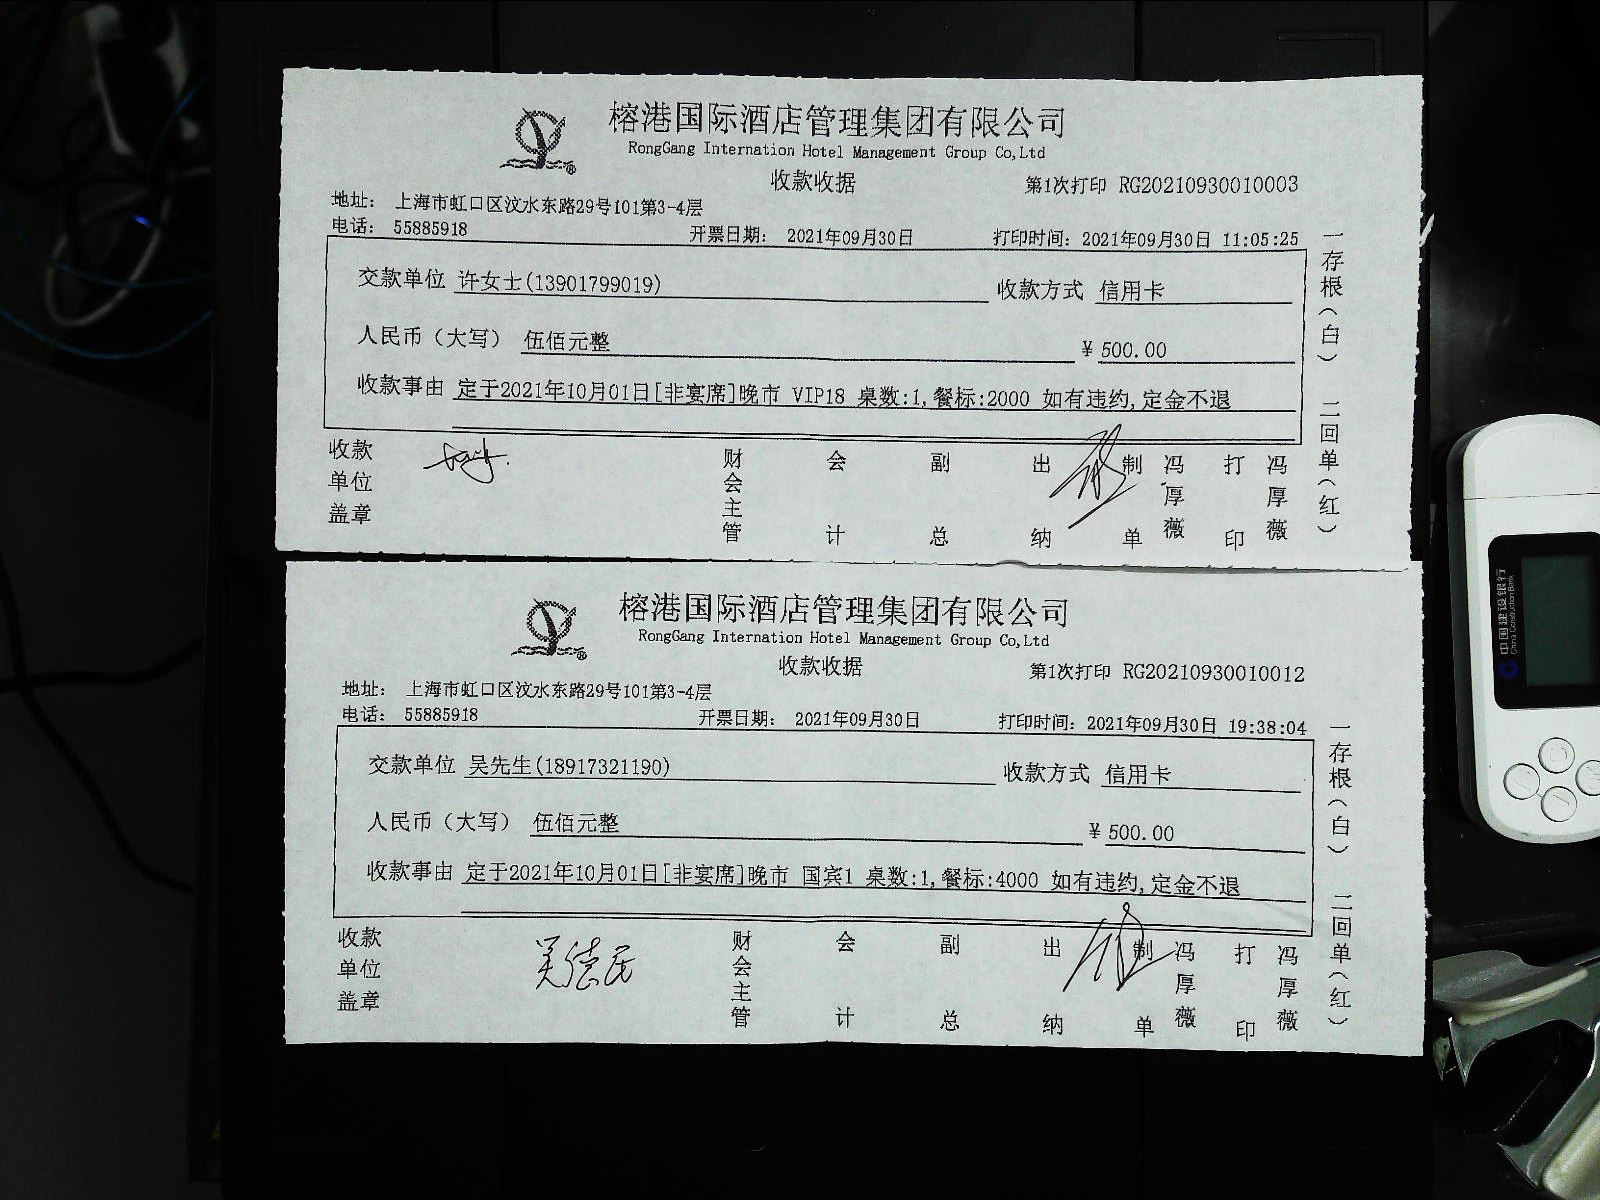 榕港国际酒店管理集团有限公司
RongGang Internation Hotel Management Group Co,Ltd
收款收据
第1次打印 RG20210930010003
地址： 上海市虹口区汶水东路29号101第3-4层
电话： 55885918 开票日期： 2021年09月30日 打印时间：2021年09月30日 11:05:25
交款单位 许女士(13901799019) 收款方式 信用卡
人民币（大写） 伍佰元整 ￥500.00
收款事由 定于2021年10月01日[非宴席]晚市 VIP18 桌数:1,餐标:2000 如有违约,定金不退
收款单位盖章 财会主管 会计 副总 出纳 制单 冯厚薇 打印 冯厚薇
一存根（白） 二回单（红）
榕港国际酒店管理集团有限公司
RongGang Internation Hotel Management Group Co,Ltd
收款收据
第1次打印 RG20210930010012
地址： 上海市虹口区汶水东路29号101第3-4层
电话： 55885918 开票日期： 2021年09月30日 打印时间：2021年09月30日 19:38:04
交款单位 吴先生(18917321190) 收款方式 信用卡
人民币（大写） 伍佰元整 ￥500.00
收款事由 定于2021年10月01日[非宴席]晚市 国宾1 桌数:1,餐标:4000 如有违约,定金不退
收款单位盖章 吴德民 财会主管 会计 副总 出纳 制单 冯厚薇 打印 冯厚薇
一存根（白） 二回单（红）
中国建设银行
China Construction Bank